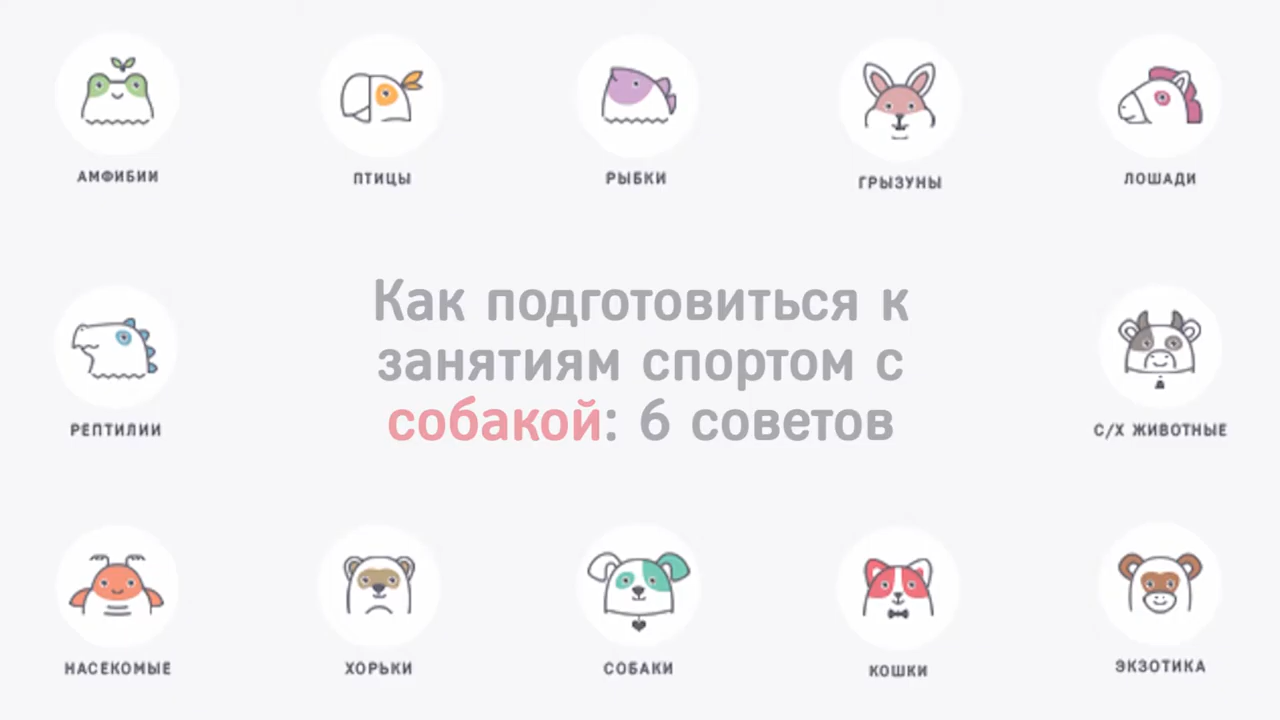 АМФИБИИ
ПТИЦЫ
РЫБКИ
ГРЫЗУНЫ
ЛОШАДИ
Как подготовиться к
занятиям спортом с
собакой: 6 советов
РЕПТИЛИИ
С/Х ЖИВОТНЫЕ
НАСЕКОМЫЕ
ХОРЬКИ
СОБАКИ
КОШКИ
ЭКЗОТИКА